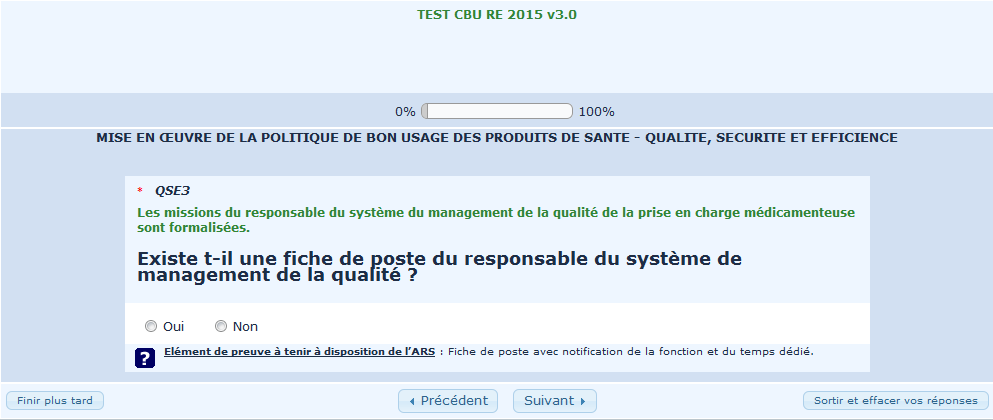 TEST CBU RE 2015 v3.0
0% 100%
MISE EN ŒUVRE DE LA POLITIQUE DE BON USAGE DES PRODUITS DE SANTE - QUALITE, SECURITE ET EFFICIENCE
* QSE3
Les missions du responsable du système du management de la qualité de la prise en charge médicamenteuse
sont formalisées.
Existe t-il une fiche de poste du responsable du système de
management de la qualité ?
Oui Non
? Elément de preuve à tenir à disposition de l'ARS : Fiche de poste avec notification de la fonction et du temps dédié.
Finir plus tard Précédent Suivant Sortir et effacer vos réponses